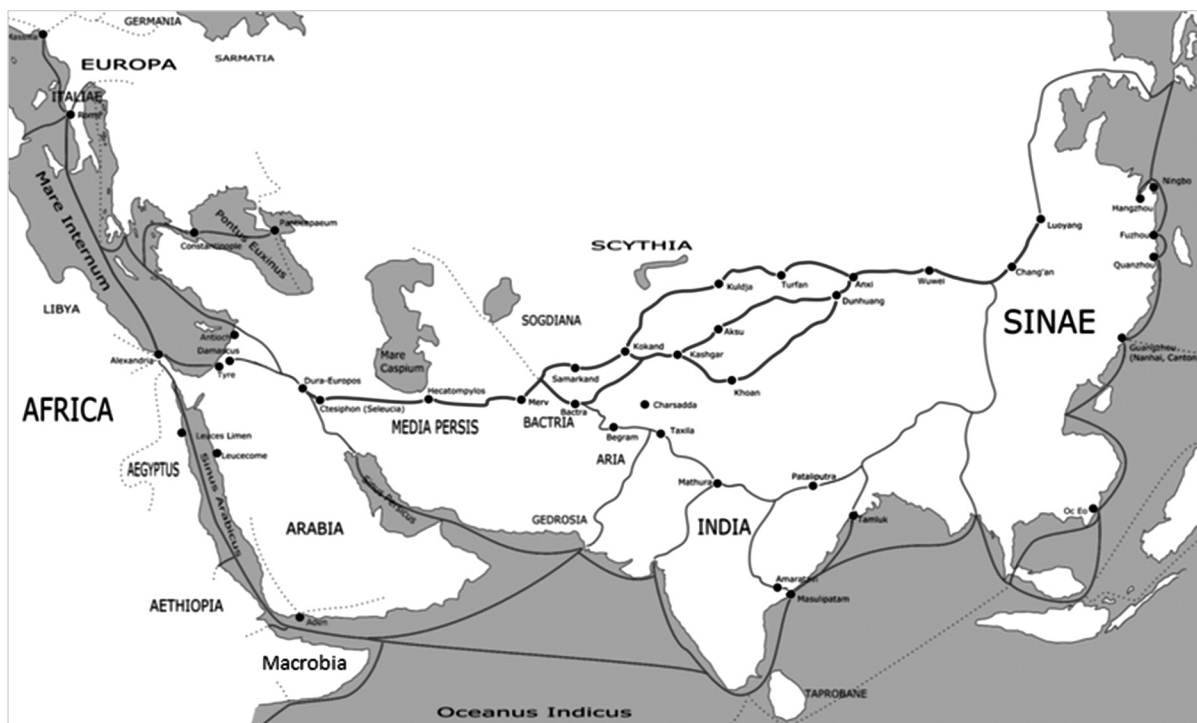 GERMANIA
Massilia
EUROPA
SARMATIA
ITALIAE
Rome
Mare Internum
Pontus Euxinus
Panticapaeum
Constantinople
SCYTHIA
Ningbo
Hangzhou
Luoyang
Fuzhou
Quanzhou
Kuldja
Turfan
Anxi
Wuwei
Chang'an
Dunhuang
LIBYA
SOGDIANA
SINAE
Antioch
Aksu
Damascus
Alexandria
Tyre
Mare
Caspium
Kokand
Kashgar
Guangzhou
(Nanhai, Canton)
Samarkand
Dura-Europos
Khoan
Hecatompylos
Merv
Bactra
Charsadda
Ctesiphon (Seleucia)
AFRICA
MEDIA PERSIS
BACTRIA
Begram
Taxila
Leuces Limen
Leucecome
ARIA
AEGYPTUS
Sinus Arabicus
Sinus Persicus
Mathura
Pataliputra
ARABIA
GEDROSIA
INDIA
Tamluk
Oc Eo
AETHIOPIA
Amaratali
Masulipatam
Aden
Macrobia
TAPROBANE
Oceanus Indicus